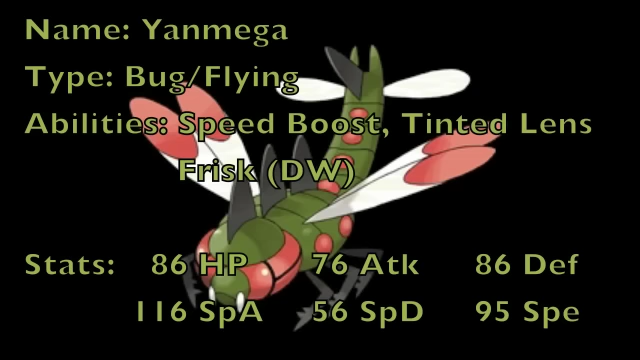 Name: Yanmega
Type: Bug/Flying
Abilities: Speed Boost, Tinted Lens
Frisk (DW)
Stats: 86 HP 76 Atk 86 Def
116 SpA 56 SpD 95 Spe